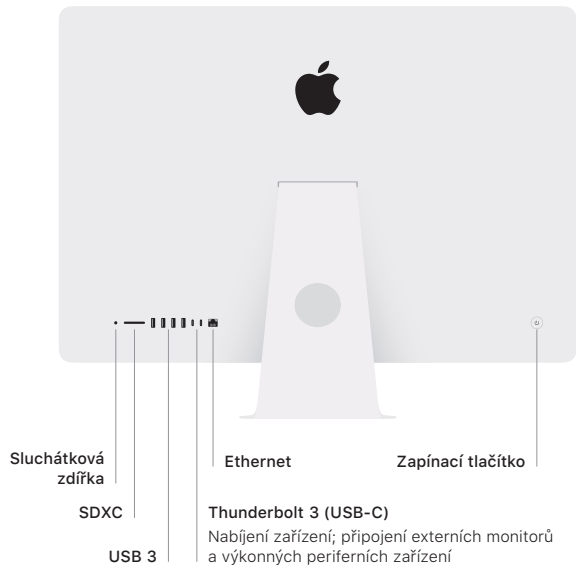 Sluchátková
zdířka
SDXC
USB 3
Ethernet
Thunderbolt 3 (USB-C)
Nabíjení zařízení; připojení externích monitorů
a výkonných periferních zařízení
Zapínací tlačítko